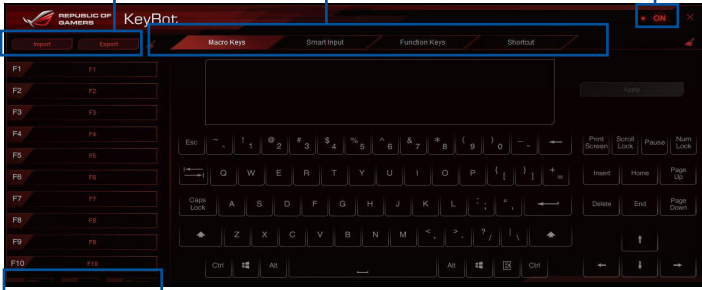 REPUBLIC OF
GAMERS
KeyBot
ON
Import Export
Macro Keys Smart Input Function Keys Shortcut
F1 F1
F2 F2
F3 F3
F4 F4
F5 F5
F6 F6
F7 F7
F8 F8
F9 F9
F10 F10
Apply
Esc ~ ` ! 1 @ 2 # 3 $ 4 % 5 ^ 6 & 7 * 8 ( 9 ) 0 _ - ← Print Screen Scroll Lock Pause Num Lock
Q W E R T Y U I O P { [ } ] + = Insert Home Page Up
Caps Lock A S D F G H J K L : ; " ' Delete End Page Down
Z X C V B N M < , > . ? / | \ ↑
Ctrl Alt Alt Ctrl ← ↓ →